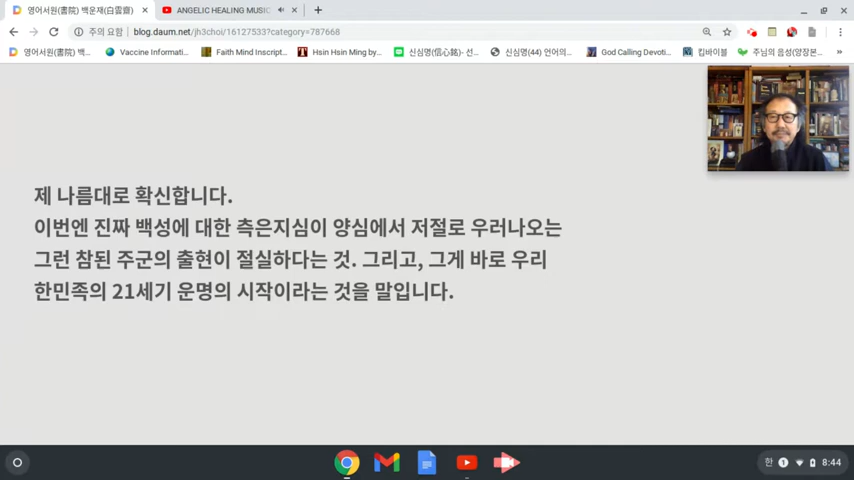 영어서원(書院) 백운재(白雲齋)
ANGELIC HEALING MUSIC
주의 요함
blog.daum.net/jh3choi/16127533?category=787668
영어서원(書院) 백...
Vaccine Informati...
Faith Mind Inscript...
Hsin Hsin Ming by...
신심명(信心銘)- 선...
신심명(44) 언어의...
God Calling Devoti...
킹바이블
주님의 음성(양장본...
»
제 나름대로 확신합니다.
이번엔 진짜 백성에 대한 측은지심이 양심에서 저절로 우러나오는
그런 참된 주군의 출현이 절실하다는 것. 그리고, 그게 바로 우리
한민족의 21세기 운명의 시작이라는 것을 말입니다.
한
1
8:44